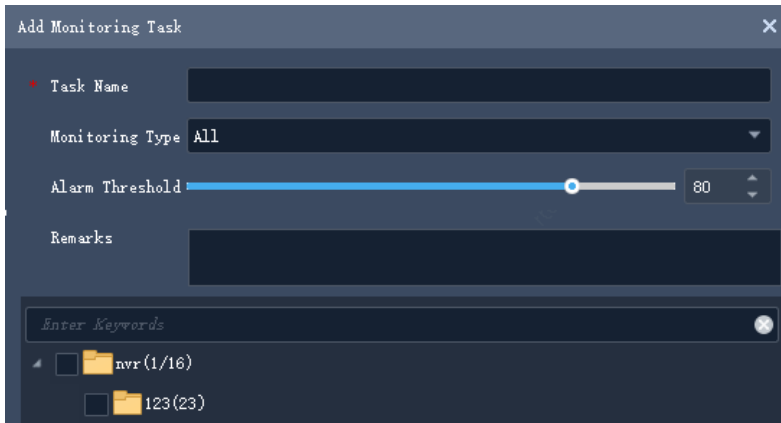 Add Monitoring Task
* Task Name
Monitoring Type All
Alarm Threshold 80
Remarks
Enter Keywords
nvr(1/16)
123(23)